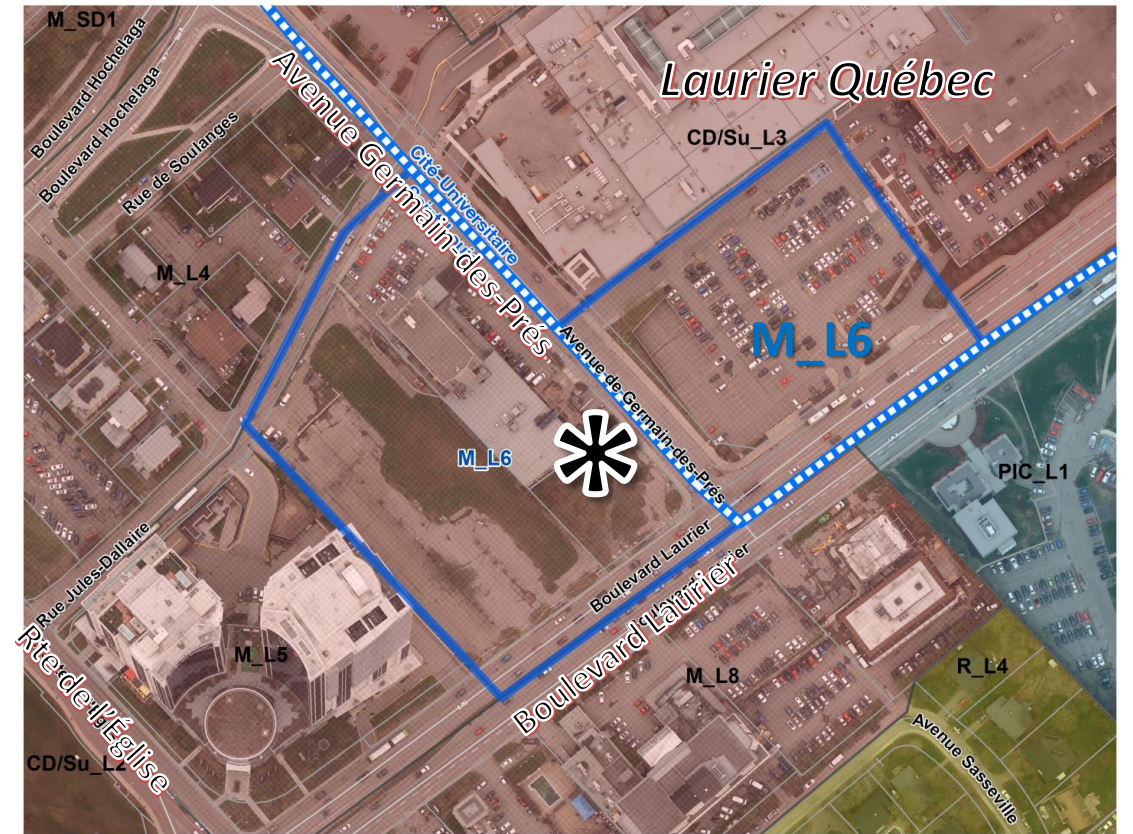 M_SD1
Boulevard Hochelaga
Boulevard Hochelaga
Rue de Soulanges
Avenue Germain-des-Prés
Laurier Québec
CD/Su_L3
Cité-Universitaire
M_L4
M_L6
Avenue de Germain-des-Prés
M_L6
PIC_L1
Rue Jules-Dallaire
Boulevard Laurier
Boulevard Laurier
M_L5
M_L8
R_L4
Rte de l'Église
CD/Su_L2
Avenue Sasseville